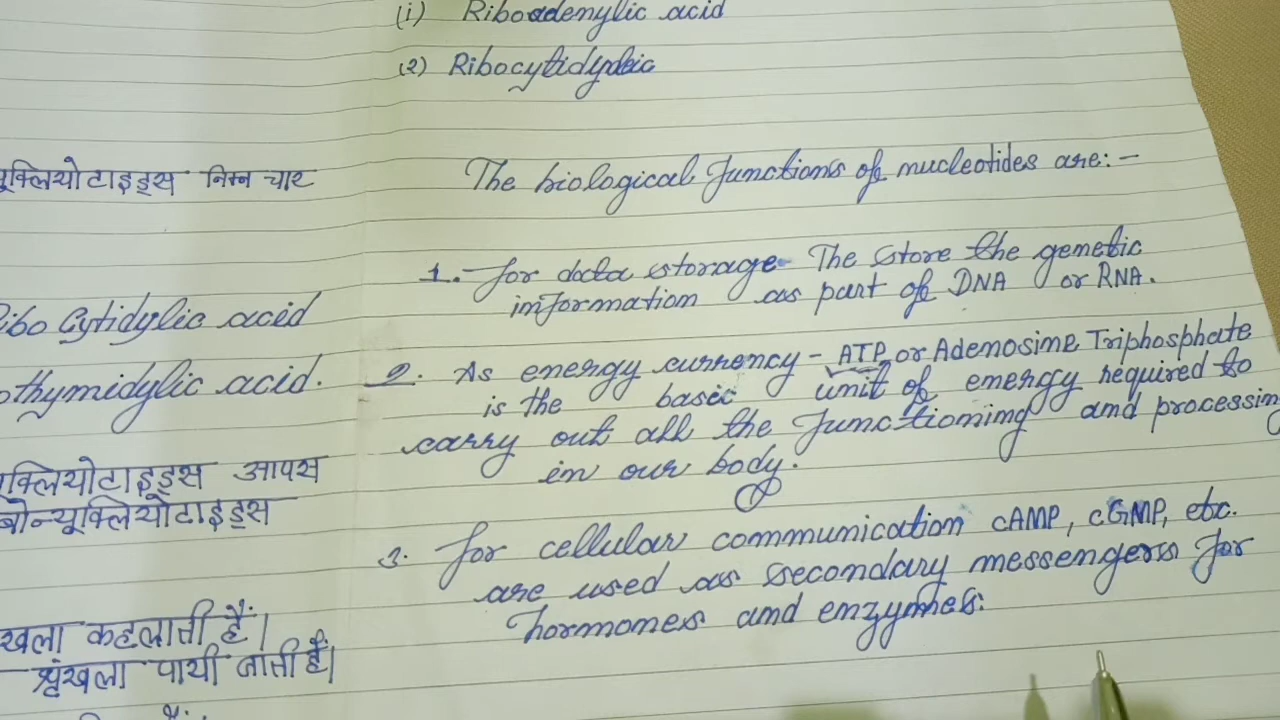 (i) Riboadenylic acid
(2) Ribocytidyleic
यूक्लियोटाइड्स निम्न चार
The biological functions of nucleotides are:-
1.- for data storage- The store the genetic
information as part of DNA or RNA.
ibo Cytidylic acid
othymidylic acid.
2. As energy currency - ATP or Adenosine Triphosphate
is the basic unit of energy required to
carry out all the functioning and processing
in our body.
यूक्लियोटाइड्स आपस
बोन्यूक्लियोटाइड्स
3. for cellular communication cAMP, cGMP, etc.
are used as secondary messengers for
hormones and enzymes:
खला कहलाती है।
श्रृंखला पायी जाती है।